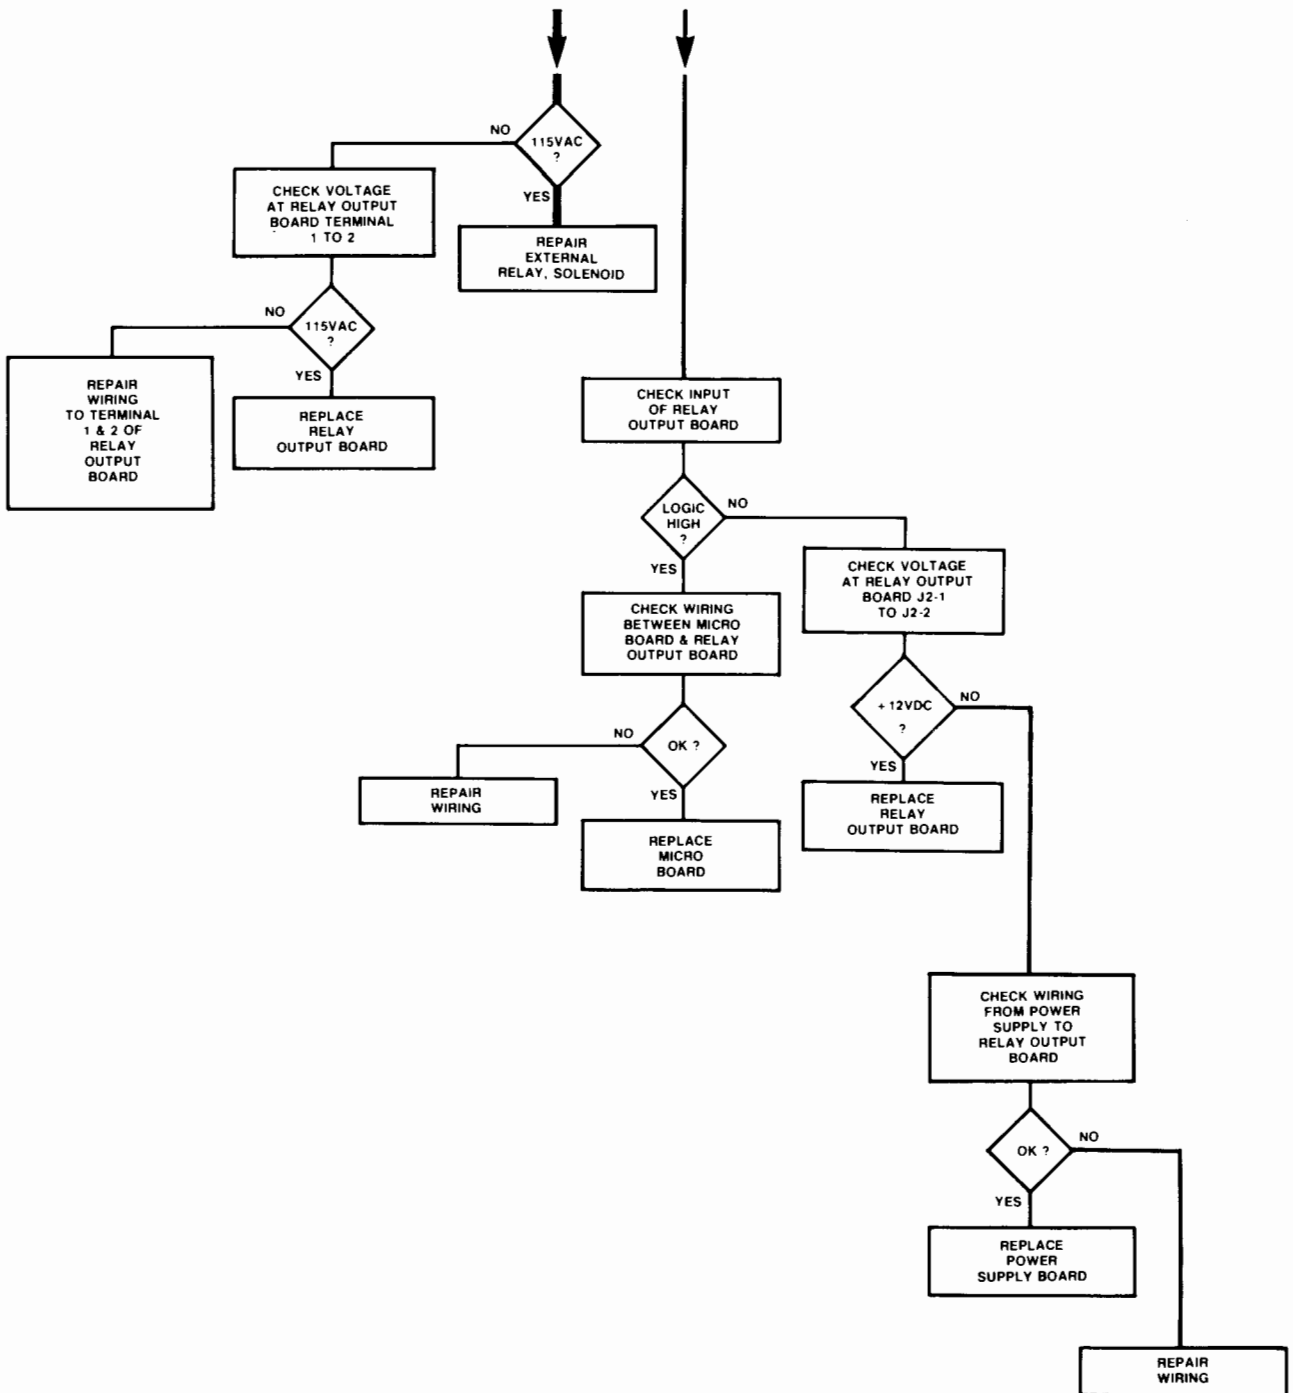 115VAC
?
NO
YES
CHECK VOLTAGE
AT RELAY OUTPUT
BOARD TERMINAL
1 TO 2
REPAIR
EXTERNAL
RELAY, SOLENOID
115VAC
?
NO
YES
REPAIR
WIRING
TO TERMINAL
1 & 2 OF
RELAY
OUTPUT
BOARD
REPLACE
RELAY
OUTPUT BOARD
CHECK INPUT
OF RELAY
OUTPUT BOARD
LOGIC
HIGH
?
NO
YES
CHECK WIRING
BETWEEN MICRO
BOARD & RELAY
OUTPUT BOARD
CHECK VOLTAGE
AT RELAY OUTPUT
BOARD J2-1
TO J2-2
OK ?
NO
YES
REPAIR
WIRING
REPLACE
MICRO
BOARD
+ 12VDC
?
NO
YES
REPLACE
RELAY
OUTPUT BOARD
CHECK WIRING
FROM POWER
SUPPLY TO
RELAY OUTPUT
BOARD
OK ?
NO
YES
REPLACE
POWER
SUPPLY BOARD
REPAIR
WIRING